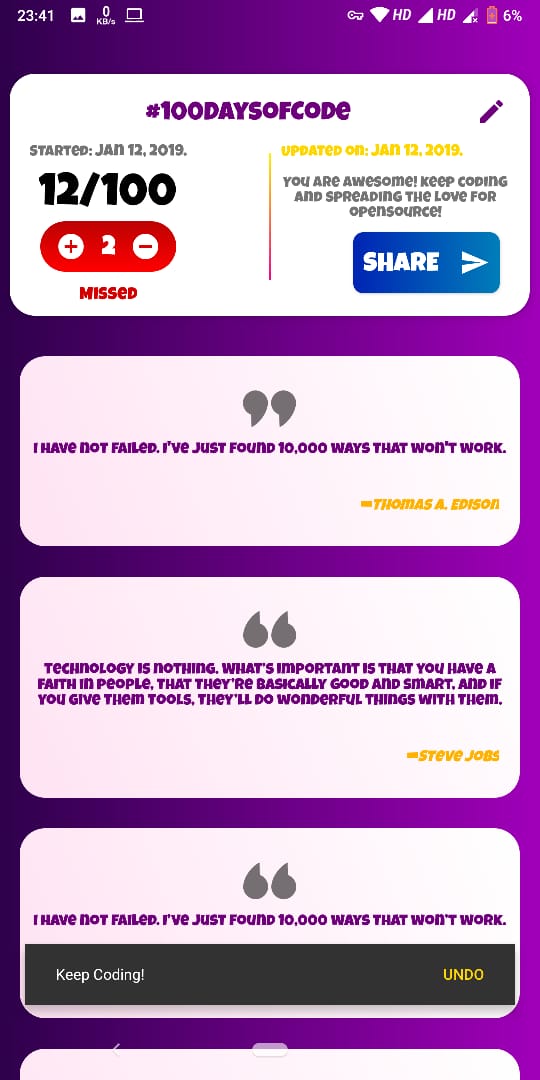 23:41 0 KB/s HD HD 6%
#100DAYSOFCODE
STARTED: JAN 12, 2019.
UPDATED ON: JAN 12, 2019.
12/100
YOU ARE AWESOME! KEEP CODING
AND SPREADING THE LOVE FOR
OPENSOURCE!
+ 2 −
SHARE
MISSED
❞
I HAVE NOT FAILED. I'VE JUST FOUND 10,000 WAYS THAT WON'T WORK.
-THOMAS A. EDISON
❝
TECHNOLOGY IS NOTHING. WHAT'S IMPORTANT IS THAT YOU HAVE A
FAITH IN PEOPLE, THAT THEY'RE BASICALLY GOOD AND SMART, AND IF
YOU GIVE THEM TOOLS, THEY'LL DO WONDERFUL THINGS WITH THEM.
-STEVE JOBS
❝
I HAVE NOT FAILED. I'VE JUST FOUND 10,000 WAYS THAT WON'T WORK.
Keep Coding! UNDO